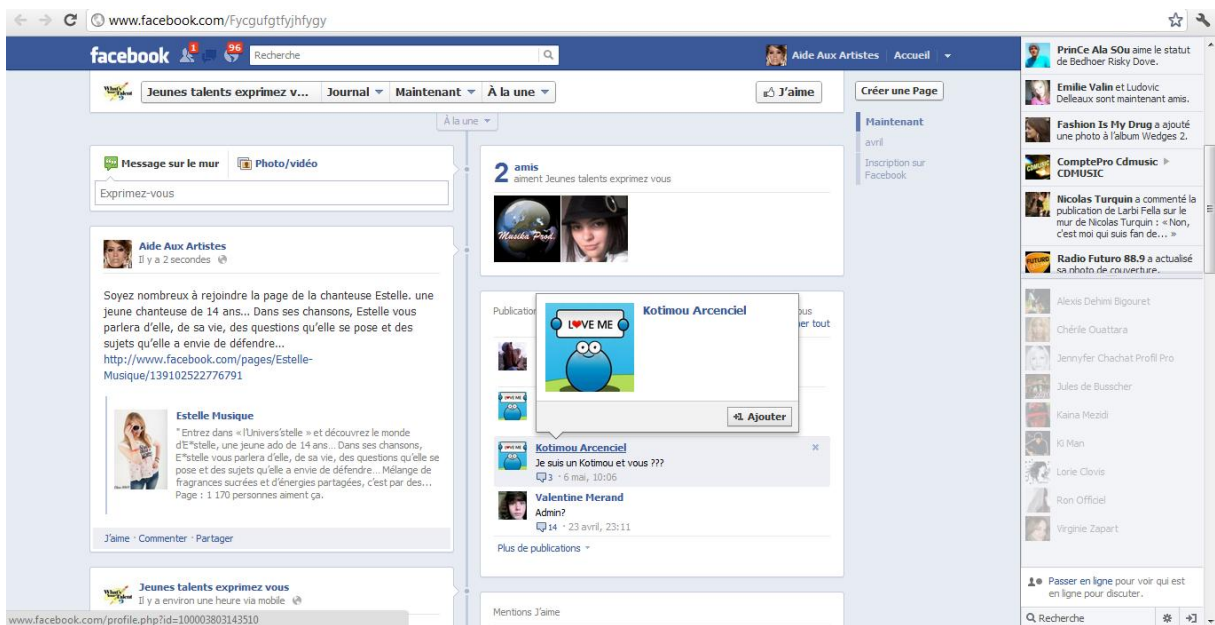 www.facebook.com/Fycgufgtfyjhfygy
facebook 1 96 Recherche
Aide Aux Artistes Accueil
Jeunes talents exprimez v... Journal Maintenant À la une
J'aime
Créer une Page
À la une
Maintenant
avril
Inscription sur
Facebook
Message sur le mur Photo/vidéo
Exprimez-vous
Aide Aux Artistes
Il y a 2 secondes
Soyez nombreux à rejoindre la page de la chanteuse Estelle. une
jeune chanteuse de 14 ans... Dans ses chansons, Estelle vous
parlera d'elle, de sa vie, des questions qu'elle se pose et des
sujets qu'elle a envie de défendre...
http://www.facebook.com/pages/Estelle-
Musique/139102522776791
Estelle Musique
"Entrez dans « l'Univers'stelle » et découvrez le monde
d'E*stelle, une jeune ado de 14 ans... Dans ses chansons,
E*stelle vous parlera d'elle, de sa vie, des questions qu'elle se
pose et des sujets qu'elle a envie de défendre... Mélange de
fragrances sucrées et d'énergies partagées, c'est par des...
Page : 1 170 personnes aiment ça.
J'aime · Commenter · Partager
Jeunes talents exprimez vous
Il y a environ une heure via mobile
www.facebook.com/profile.php?id=100003803143510
2 amis
aiment Jeunes talents exprimez vous
Musika Prod.
Publication
ous
er tout
LVE ME
Kotimou Arcenciel
+1 Ajouter
Kotimou Arcenciel
Je suis un Kotimou et vous ???
3 · 6 mai, 10:06
Valentine Merand
Admin?
14 · 23 avril, 23:11
Plus de publications
Mentions J'aime
PrinCe Ala SOu aime le statut
de Bedhoer Risky Dove.
Emilie Valin et Ludovic
Delleaux sont maintenant amis.
Fashion Is My Drug a ajouté
une photo à l'album Wedges 2.
ComptePro Cdmusic
CDMUSIC
Nicolas Turquin a commenté la
publication de Larbi Fella sur le
mur de Nicolas Turquin : « Non,
c'est moi qui suis fan de... »
Radio Futuro 88.9 a actualisé
sa photo de couverture.
Alexis Dehimi Bigouret
Chérile Ouattara
Jennyfer Chachat Profil Pro
Jules de Busscher
Kaina Mezidi
Ki Man
Lorie Clovis
Ron Officiel
Virginie Zapart
Passer en ligne pour voir qui est
en ligne pour discuter.
Recherche